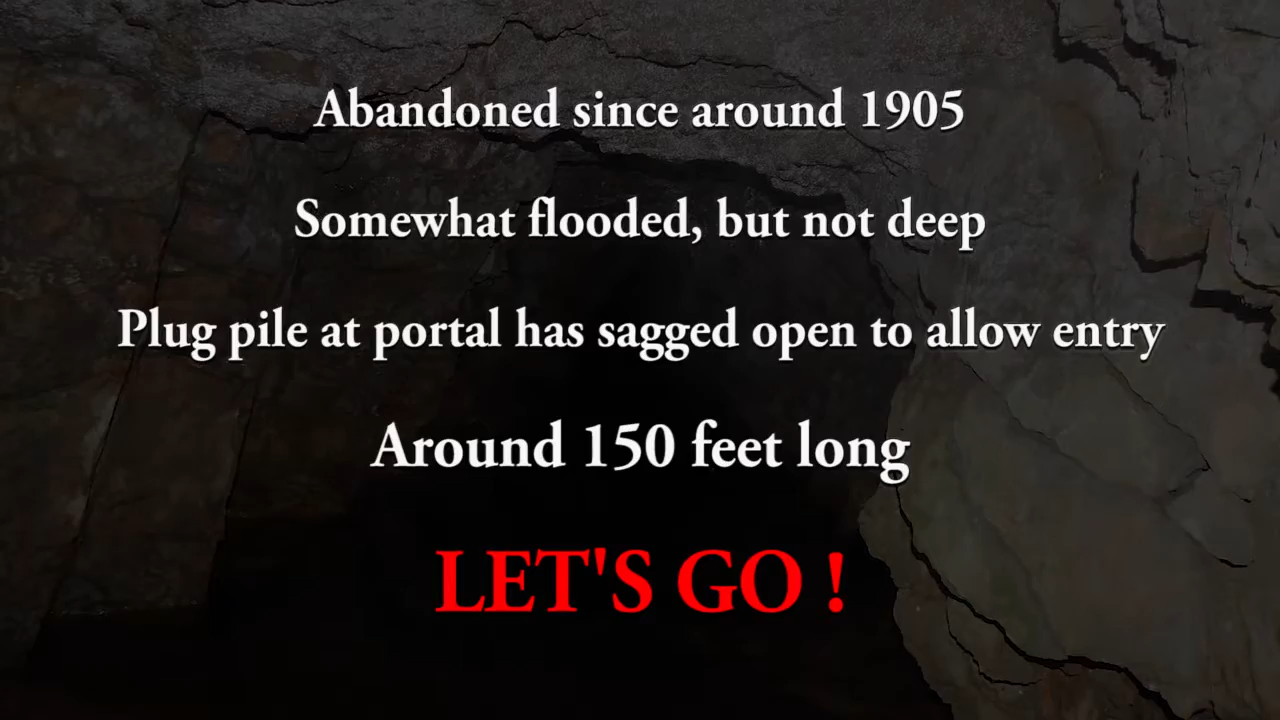 Abandoned since around 1905
Somewhat flooded, but not deep
Plug pile at portal has sagged open to allow entry
Around 150 feet long
LET'S GO !